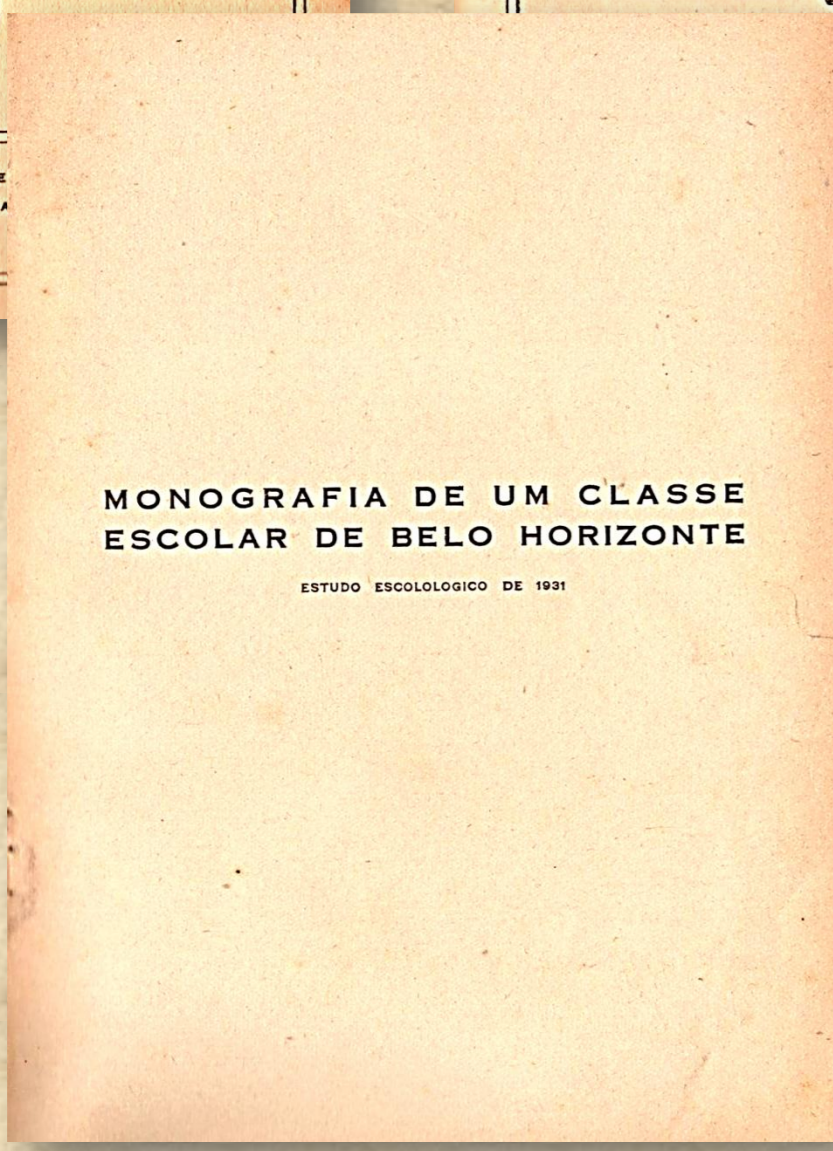 MONOGRAFIA DE UM CLASSE
ESCOLAR DE BELO HORIZONTE
ESTUDO ESCOLOLOGICO DE 1931